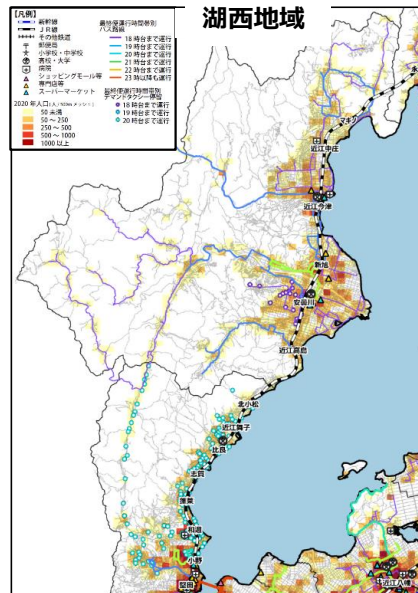 湖西地域
【凡例】
新幹線
JR線
その他鉄道
郵便局
小学校・中学校
高校・大学
病院
ショッピングモール等
専門店等
スーパーマーケット
2020年人口(人/500mメッシュ)
50未満
50~250
250~500
500~1000
1000以上
最終便運行時間帯別
バス路線
18時台まで運行
19時台まで運行
20時台まで運行
21時台まで運行
22時台まで運行
23時以降も運行
最終便運行時間帯別
デマンドタクシー停留
18時台まで運行
19時台まで運行
20時台まで運行
永
マキノ
近江中庄
近江今津
新旭
安曇川
近江高島
北小松
近江舞子
比良
志賀
蓬莱
和邇
小野
堅田
近江八幡